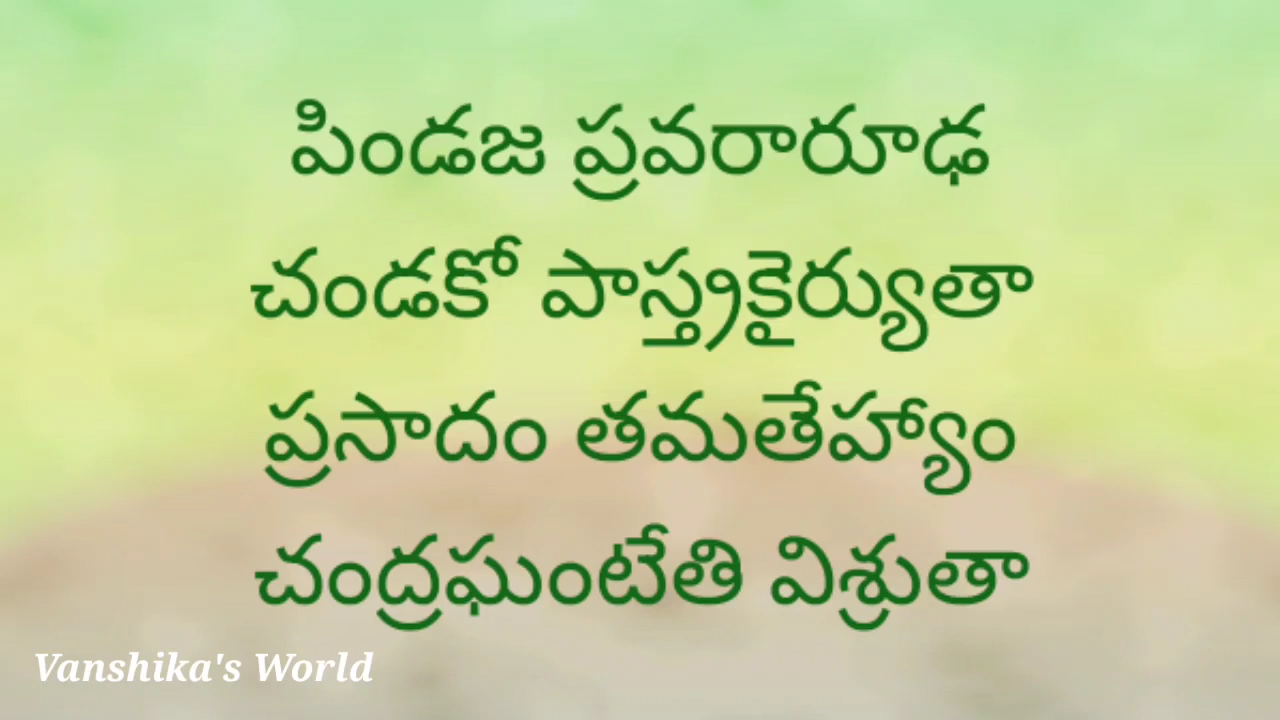 పిండజ ప్రవరారూఢ
చండకో పాస్త్రకైర్యుతా
ప్రసాదం తమతేహ్యాం
చంద్రఘంటేతి విశ్రుతా
Vanshika's World